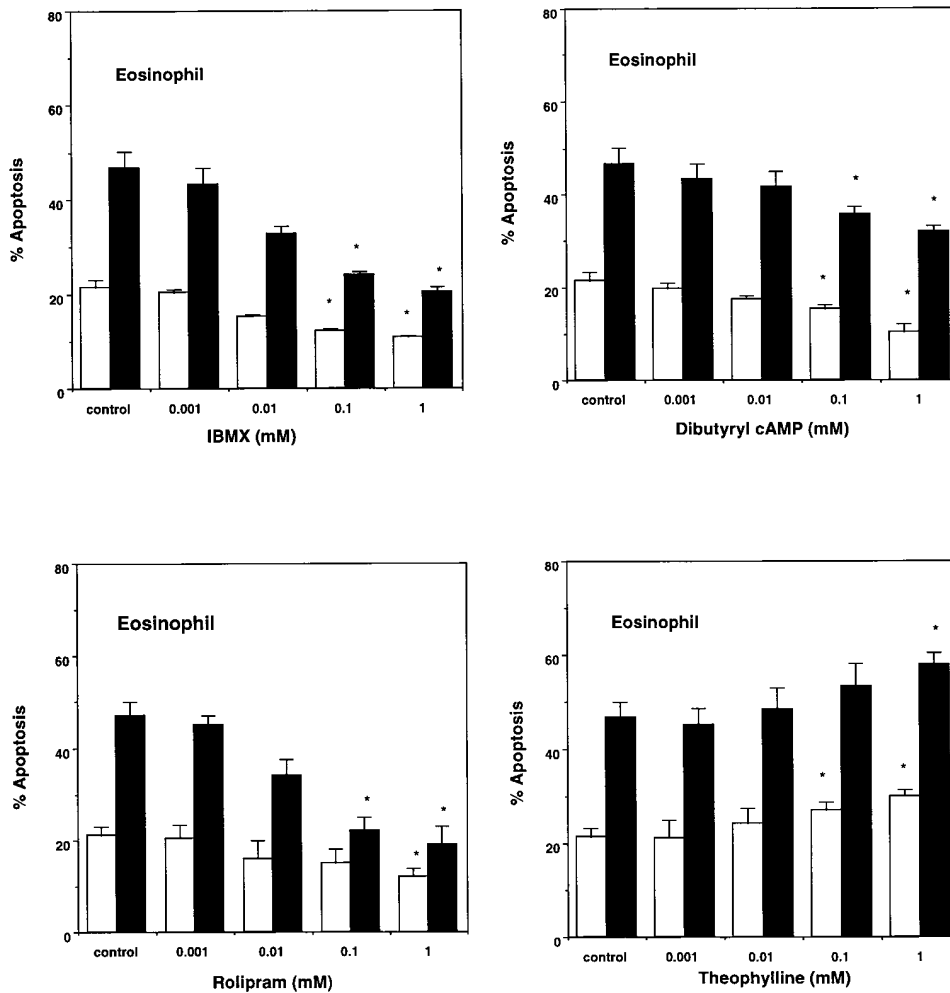 80
60
40
20
0
% Apoptosis
Eosinophil
*
*
*
*
control 0.001 0.01 0.1 1
IBMX (mM)
80
60
40
20
0
% Apoptosis
Eosinophil
*
*
*
*
control 0.001 0.01 0.1 1
Dibutyryl cAMP (mM)
80
60
40
20
0
% Apoptosis
Eosinophil
*
*
*
control 0.001 0.01 0.1 1
Rolipram (mM)
80
60
40
20
0
% Apoptosis
Eosinophil
*
*
*
control 0.001 0.01 0.1 1
Theophylline (mM)